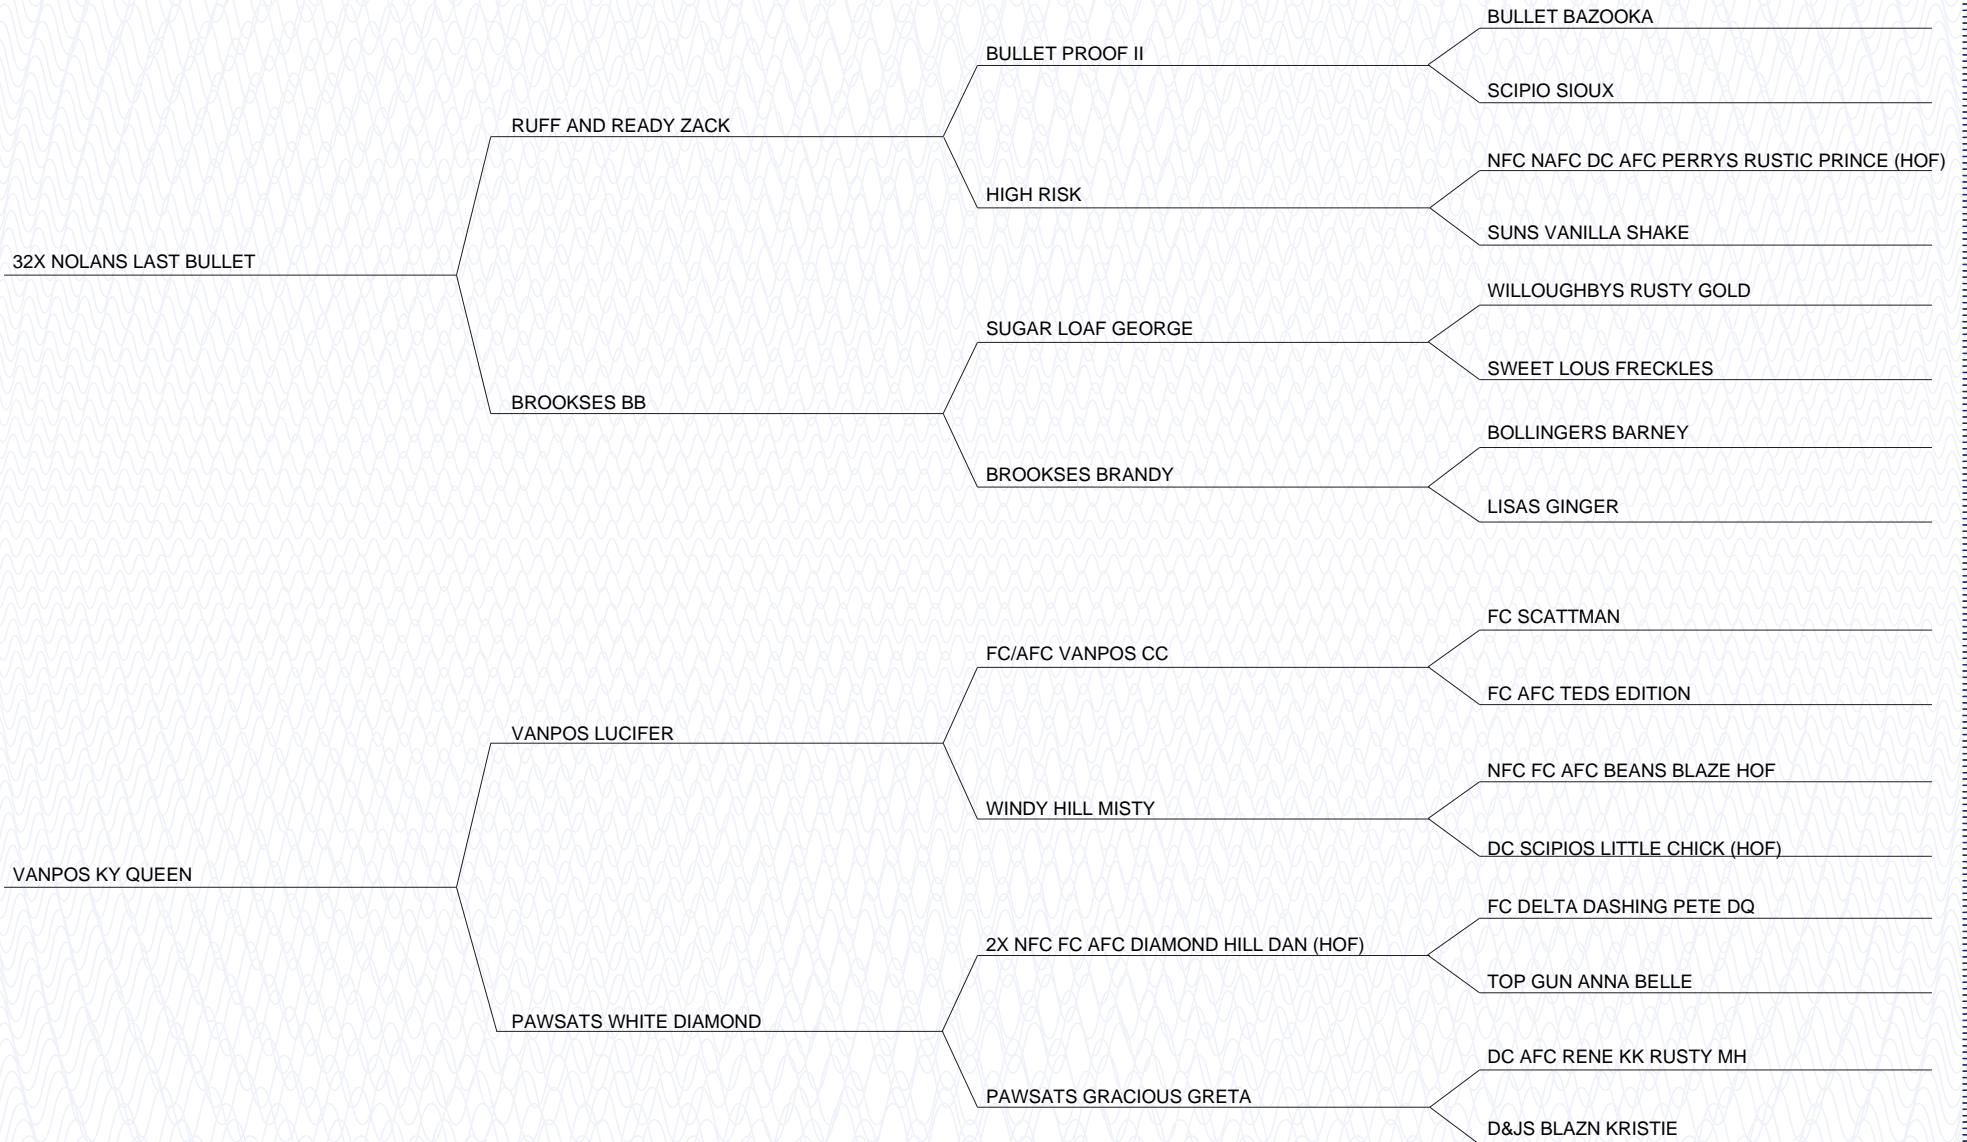 BULLET BAZOOKA
BULLET PROOF II
SCIPIO SIOUX
RUFF AND READY ZACK
NFC NAFC DC AFC PERRYS RUSTIC PRINCE (HOF)
HIGH RISK
SUNS VANILLA SHAKE
32X NOLANS LAST BULLET
WILLOUGHBYS RUSTY GOLD
SUGAR LOAF GEORGE
SWEET LOUS FRECKLES
BROOKSES BB
BOLLINGERS BARNEY
BROOKSES BRANDY
LISAS GINGER
FC SCATTMAN
FC/AFC VANPOS CC
FC AFC TEDS EDITION
VANPOS LUCIFER
NFC FC AFC BEANS BLAZE HOF
WINDY HILL MISTY
DC SCIPIOS LITTLE CHICK (HOF)
VANPOS KY QUEEN
FC DELTA DASHING PETE DQ
2X NFC FC AFC DIAMOND HILL DAN (HOF)
TOP GUN ANNA BELLE
PAWSATS WHITE DIAMOND
DC AFC RENE KK RUSTY MH
PAWSATS GRACIOUS GRETA
D&JS BLAZN KRISTIE